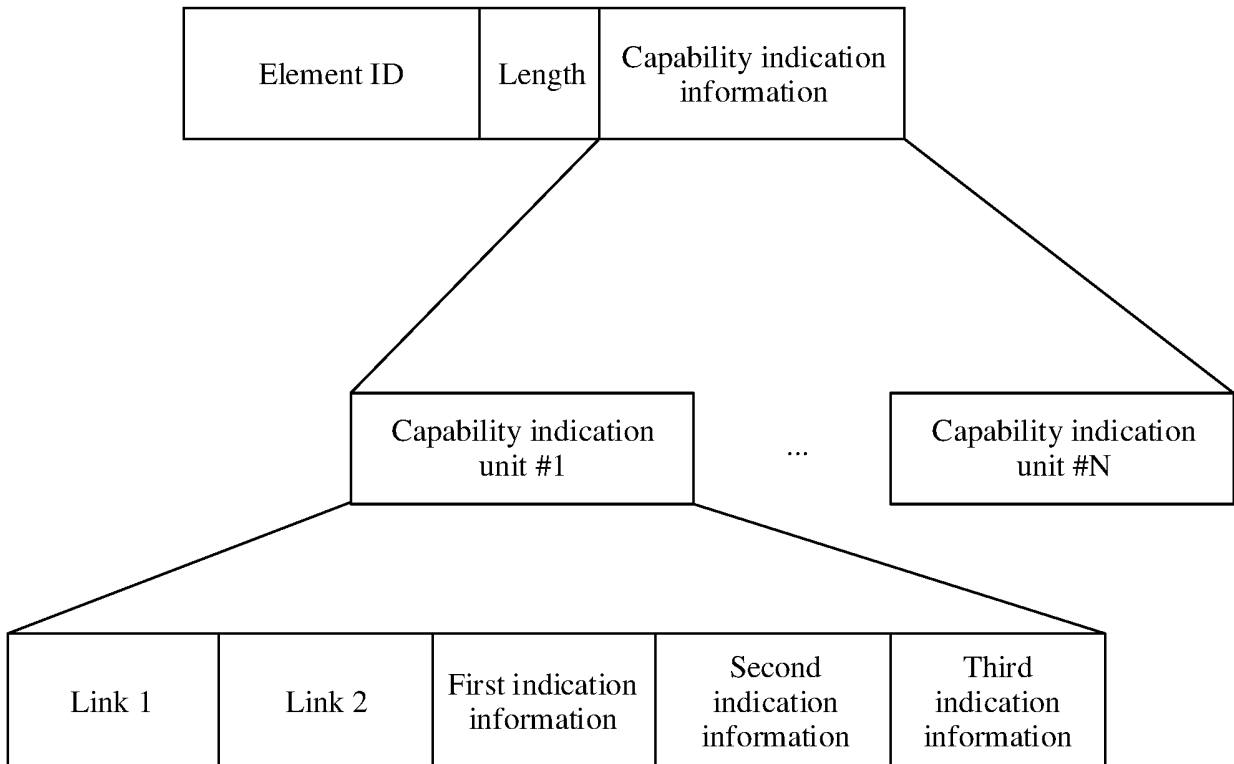 Element ID
Length
Capability indication
information
Capability indication
unit #1
...
Capability indication
unit #N
Link 1
Link 2
First indication
information
Second
indication
information
Third
indication
information